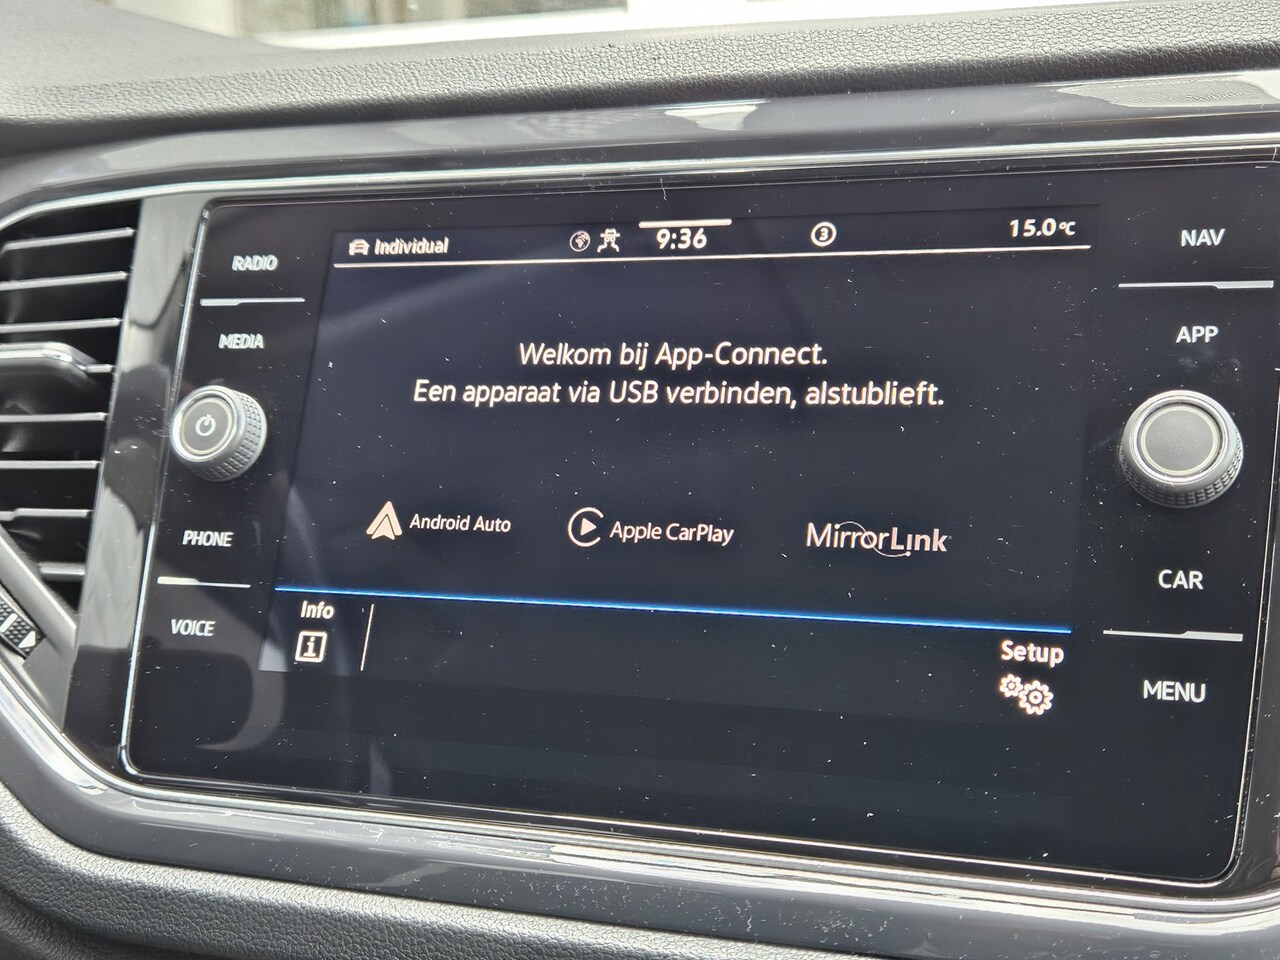 Individual 9:36 3 15.0°C
RADIO
MEDIA
PHONE
VOICE
Welkom bij App-Connect.
Een apparaat via USB verbinden, alstublieft.
Android Auto
Apple CarPlay
MirrorLink
Info
i
Setup
NAV
APP
CAR
MENU